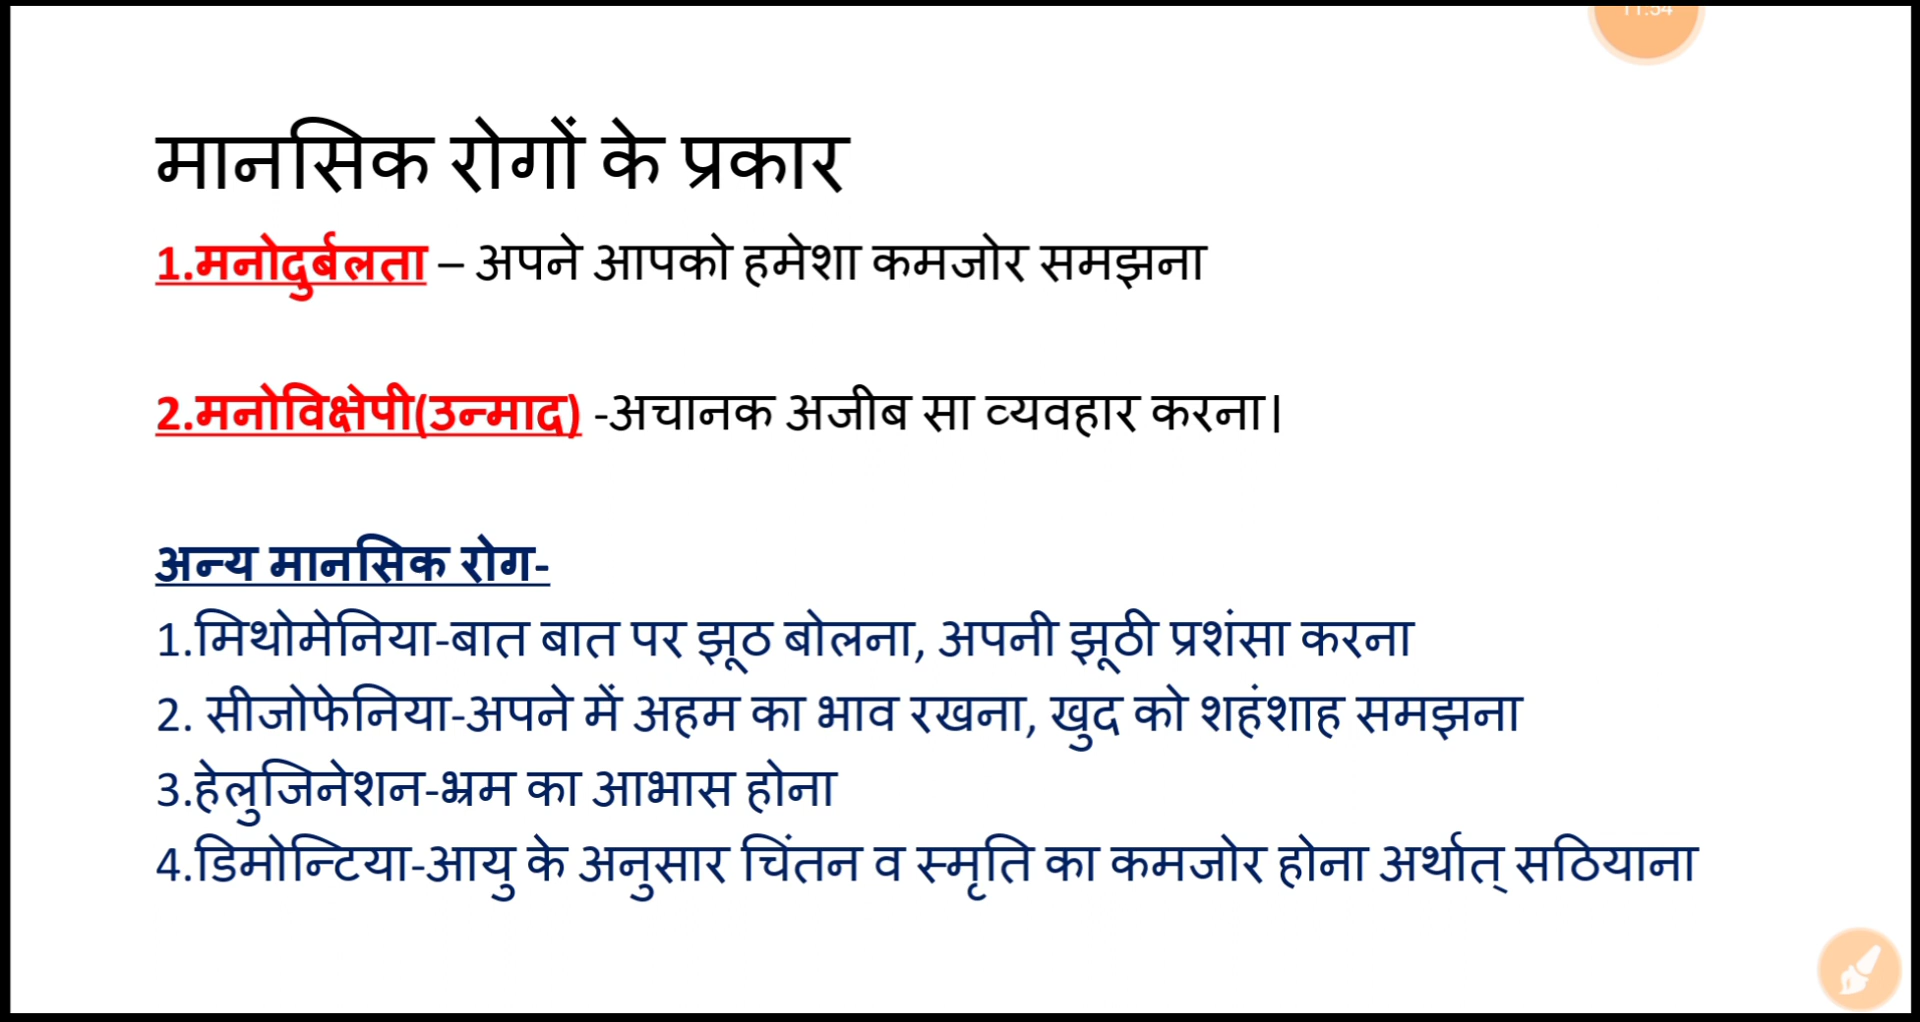 11:54
मानसिक रोगों के प्रकार
1.मनोदुर्बलता – अपने आपको हमेशा कमजोर समझना
2.मनोविक्षेपी(उन्माद) -अचानक अजीब सा व्यवहार करना।
अन्य मानसिक रोग-
1.मिथोमेनिया-बात बात पर झूठ बोलना, अपनी झूठी प्रशंसा करना
2. सीजोफेनिया-अपने में अहम का भाव रखना, खुद को शहंशाह समझना
3.हेलुजिनेशन-भ्रम का आभास होना
4.डिमोन्टिया-आयु के अनुसार चिंतन व स्मृति का कमजोर होना अर्थात् सठियाना